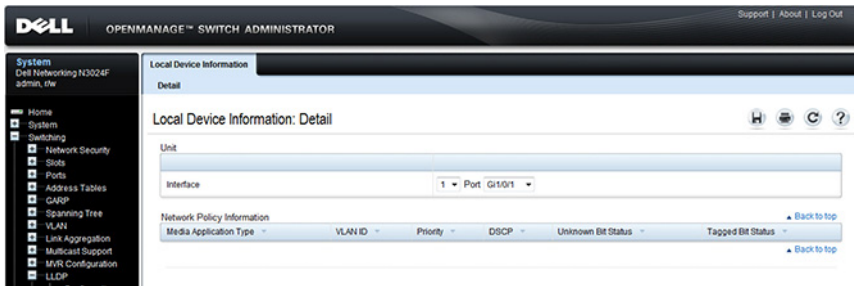 Support | About | Log Out
DELL OPENMANAGE™ SWITCH ADMINISTRATOR
System
Dell Networking N3024F
admin, r/w
Home
System
Switching
Network Security
Slots
Ports
Address Tables
GARP
Spanning Tree
VLAN
Link Aggregation
Multicast Support
MVR Configuration
LLDP
Local Device Information
Detail
Local Device Information: Detail
Unit
Interface 1 Port Gi1/0/1
Back to top
Network Policy Information
Media Application Type VLAN ID Priority DSCP Unknown Bit Status Tagged Bit Status
Back to top